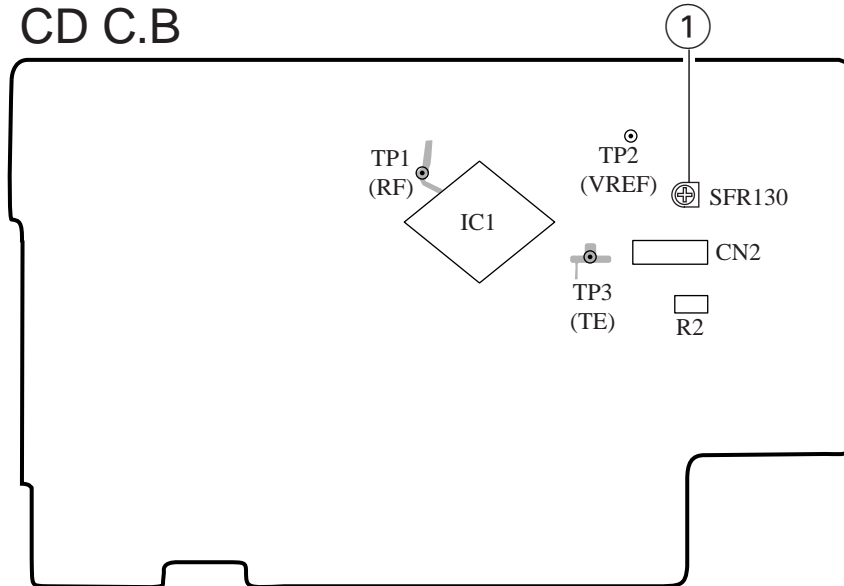 CD C.B
1
TP1
(RF)
TP2
(VREF)
SFR130
IC1
CN2
TP3
(TE)
R2